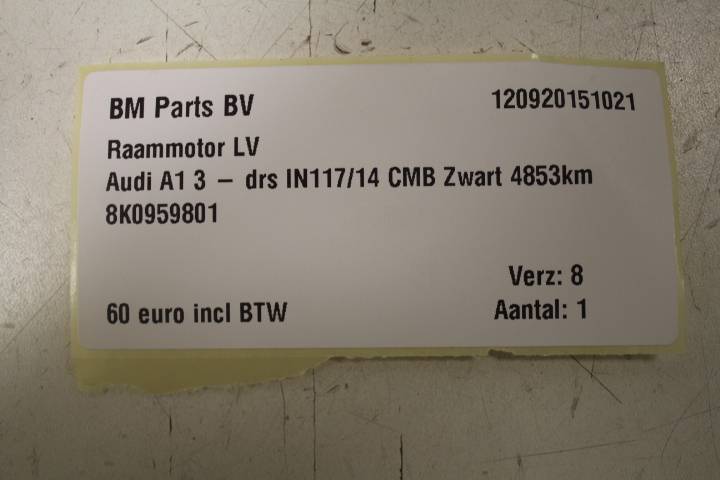 BM Parts BV 120920151021
Raammotor LV
Audi A1 3 – drs IN117/14 CMB Zwart 4853km
8K0959801
Verz: 8
60 euro incl BTW Aantal: 1